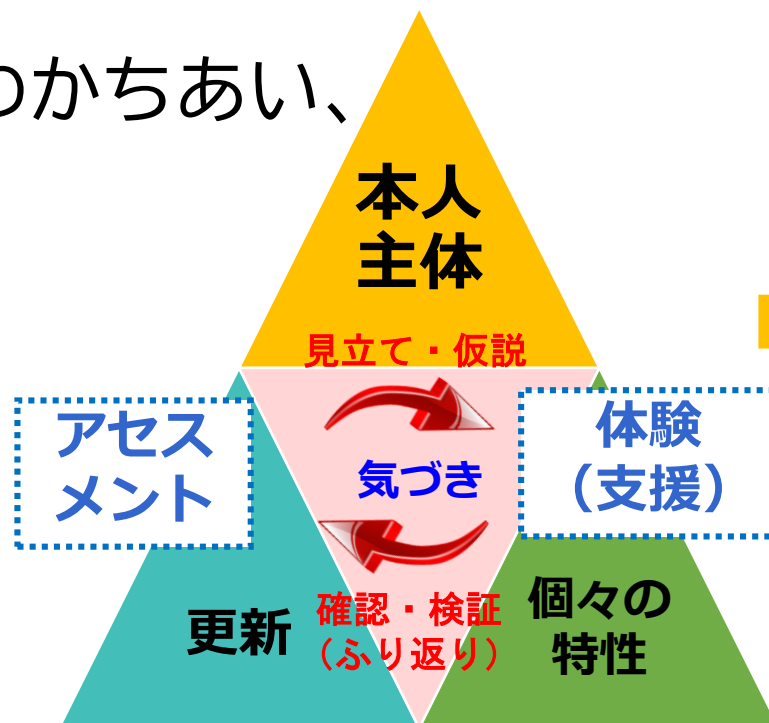 わかちあい、
本人
主体
見立て・仮説
アセス
メント
気づき
体験
（支援）
更新
確認・検証
（ふり返り）
個々の
特性